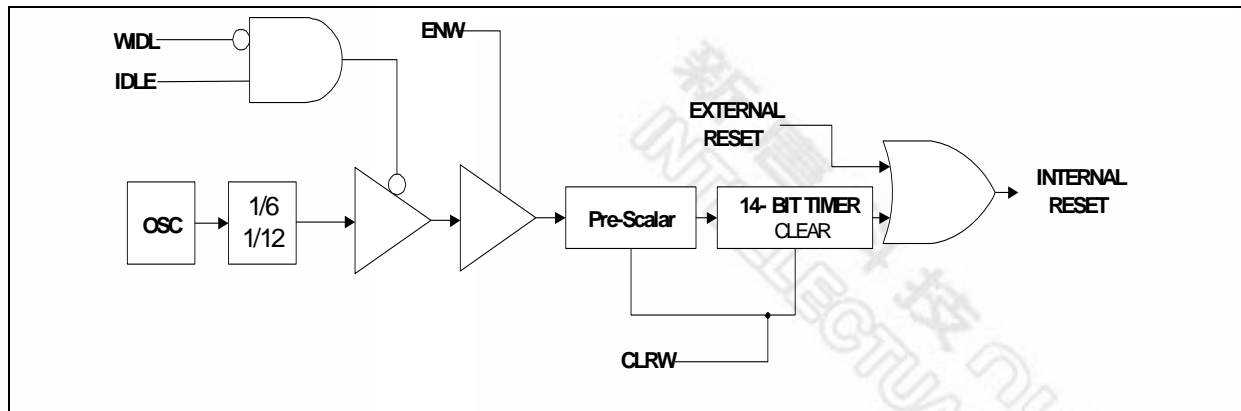 WIDL
IDLE
ENW
EXTERNAL
RESET
INTERNAL
RESET
OSC
1/6
1/12
Pre-Scalar
14- BIT TIMER
CLEAR
CLRW